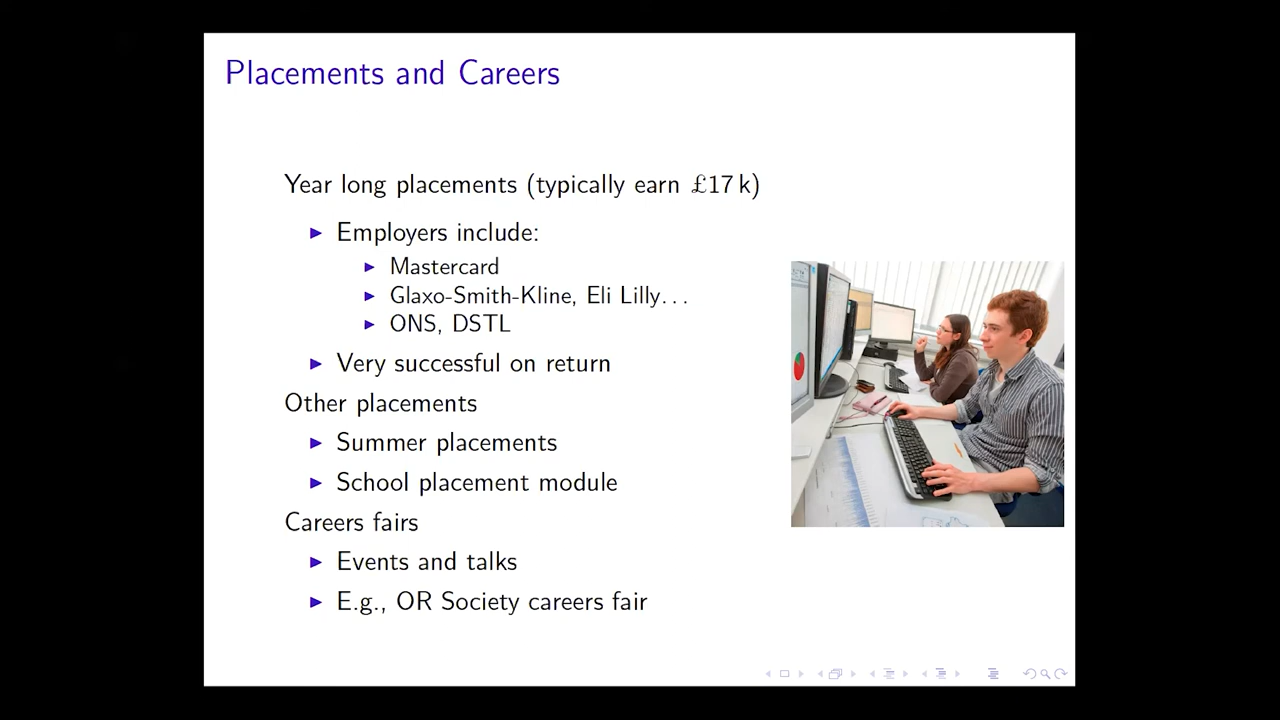 Placements and Careers
Year long placements (typically earn £17 k)
Employers include:
Mastercard
Glaxo-Smith-Kline, Eli Lilly...
ONS, DSTL
Very successful on return
Other placements
Summer placements
School placement module
Careers fairs
Events and talks
E.g., OR Society careers fair